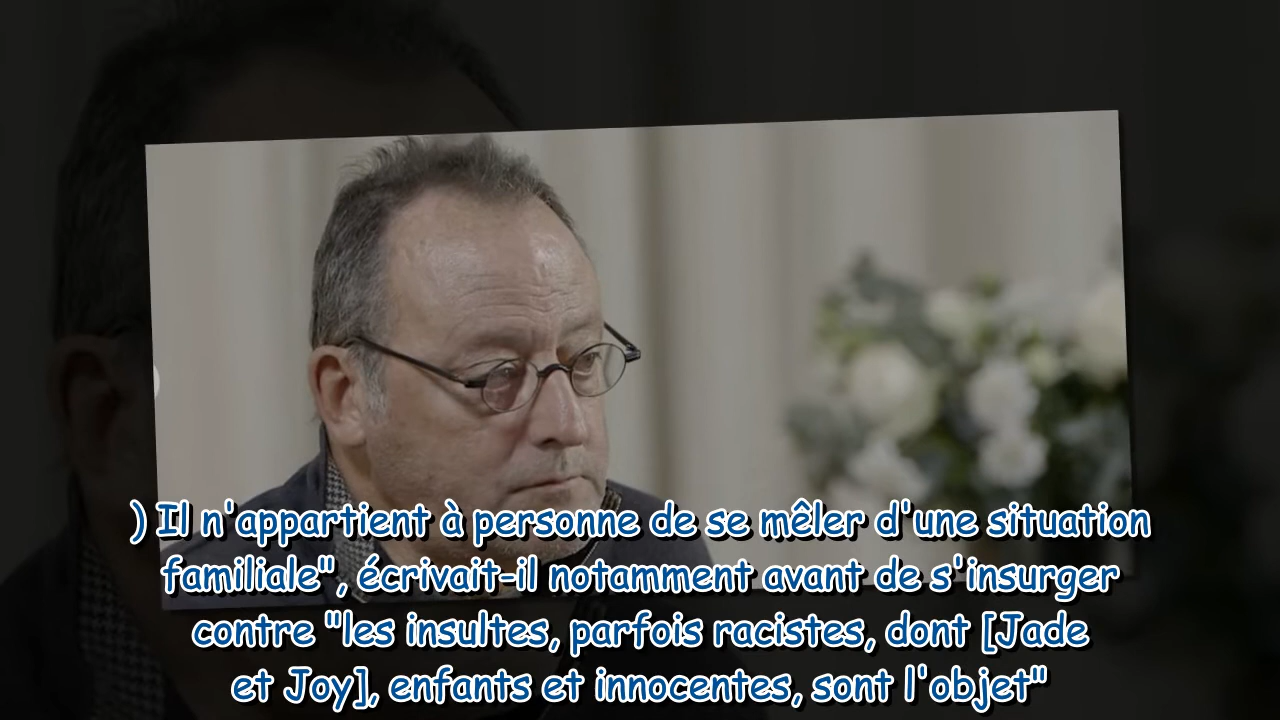 ) Il n'appartient à personne de se mêler d'une situation
familiale", écrivait-il notamment avant de s'insurger
contre "les insultes, parfois racistes, dont [Jade
et Joy], enfants et innocentes, sont l'objet"